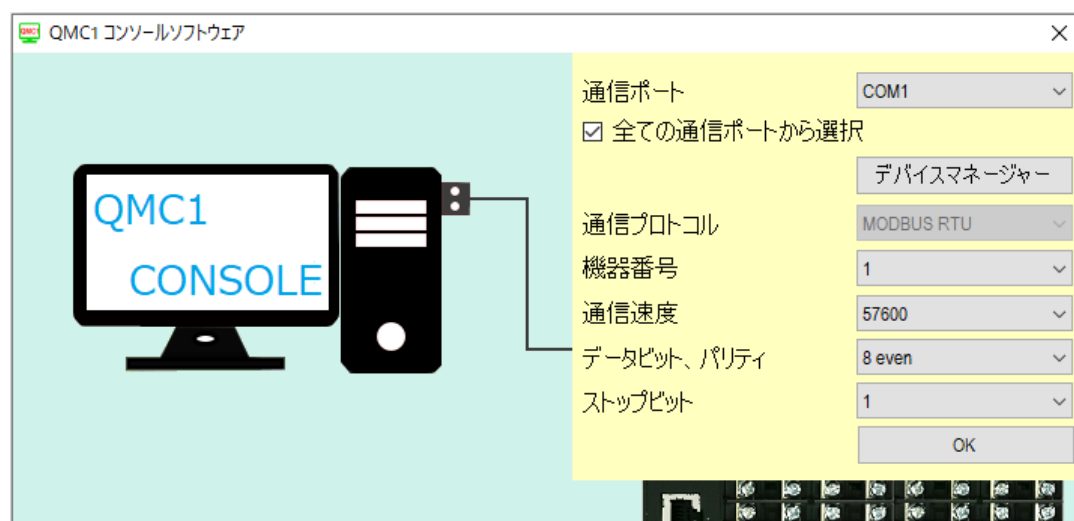 QMC1 コンソールソフトウェア
通信ポート COM1
全ての通信ポートから選択
デバイスマネージャー
QMC1
CONSOLE
通信プロトコル MODBUS RTU
機器番号 1
通信速度 57600
データビット、パリティ 8 even
ストップビット 1
OK